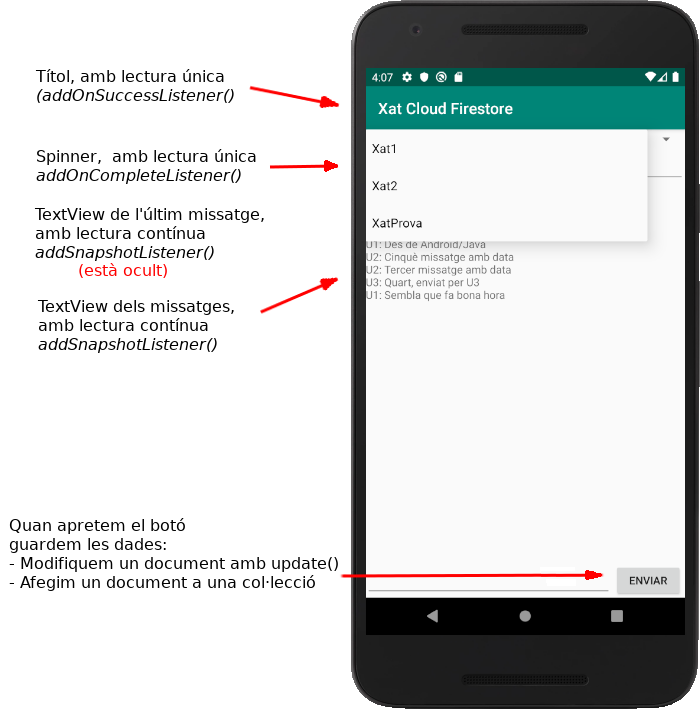 Títol, amb lectura única
(addOnSuccessListener()
Spinner,  amb lectura única
addOnCompleteListener()
TextView de l'últim missatge,
amb lectura contínua
addSnapshotListener()
(està ocult)
TextView dels missatges,
amb lectura contínua
addSnapshotListener()
Quan apretem el botó
guardem les dades:
- Modifiquem un document amb update()
- Afegim un document a una col·lecció
4:07
Xat Cloud Firestore
Xat1
Xat2
XatProva
U1: Des de Android/Java
U2: Cinquè missatge amb data
U2: Tercer missatge amb data
U3: Quart, enviat per U3
U1: Sembla que fa bona hora
ENVIAR